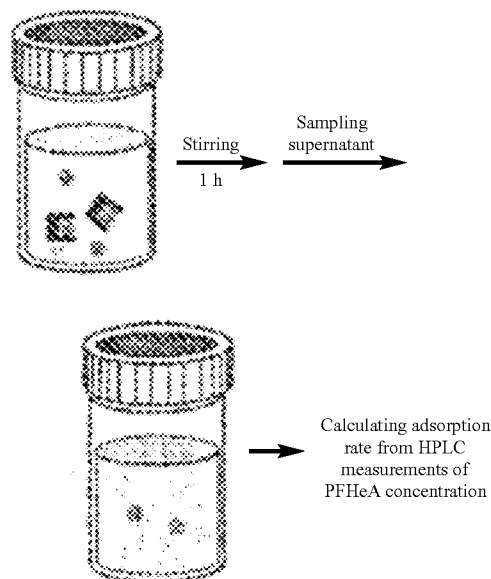 Stirring
1 h
Sampling
supernatant
Calculating adsorption
rate from HPLC
measurements of
PFHeA concentration